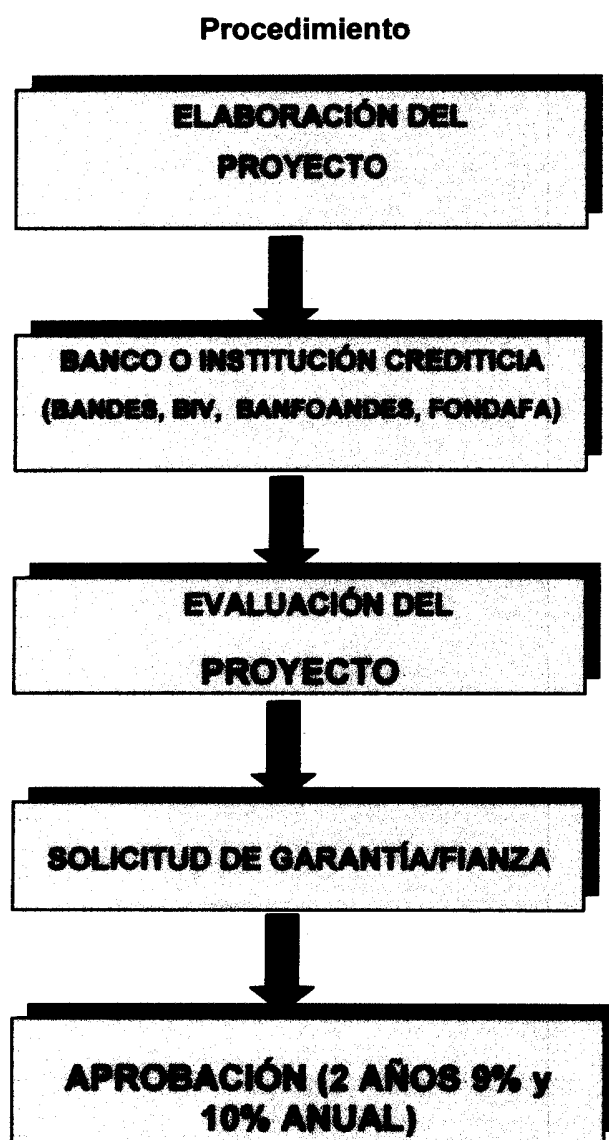 Procedimiento
ELABORACIÓN DEL
PROYECTO
BANCO O INSTITUCIÓN CREDITICIA
(BANDES, BIV, BANFOANDES, FONDAFA)
EVALUACIÓN DEL
PROYECTO
SOLICITUD DE GARANTÍA/FIANZA
APROBACIÓN (2 AÑOS 9% y
10% ANUAL)